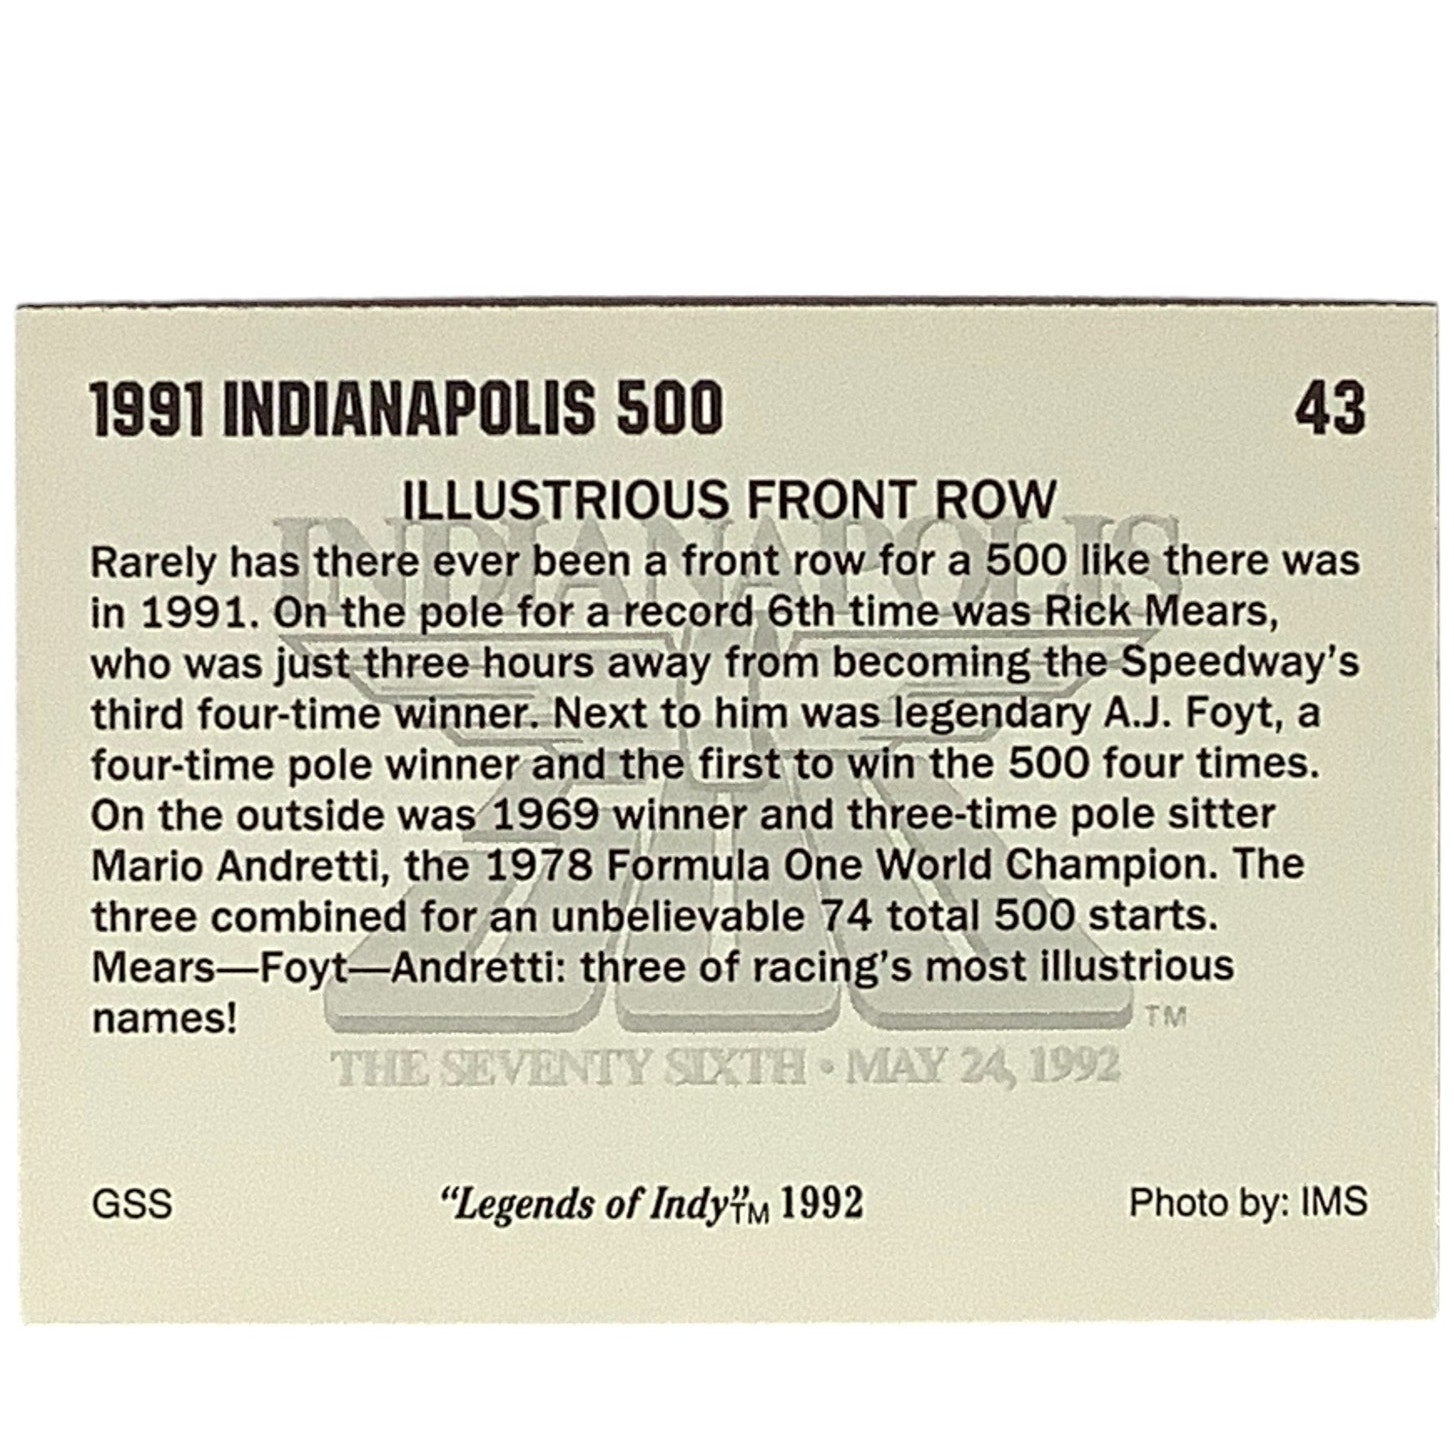 1991 INDIANAPOLIS 500 43
ILLUSTRIOUS FRONT ROW
INDIANAPOLIS
Rarely has there ever been a front row for a 500 like there was
in 1991. On the pole for a record 6th time was Rick Mears,
who was just three hours away from becoming the Speedway's
third four-time winner. Next to him was legendary A.J. Foyt, a
four-time pole winner and the first to win the 500 four times.
On the outside was 1969 winner and three-time pole sitter
Mario Andretti, the 1978 Formula One World Champion. The
three combined for an unbelievable 74 total 500 starts.
Mears—Foyt—Andretti: three of racing's most illustrious
names!
TM
THE SEVENTY SIXTH • MAY 24, 1992
GSS "Legends of Indy"TM 1992 Photo by: IMS